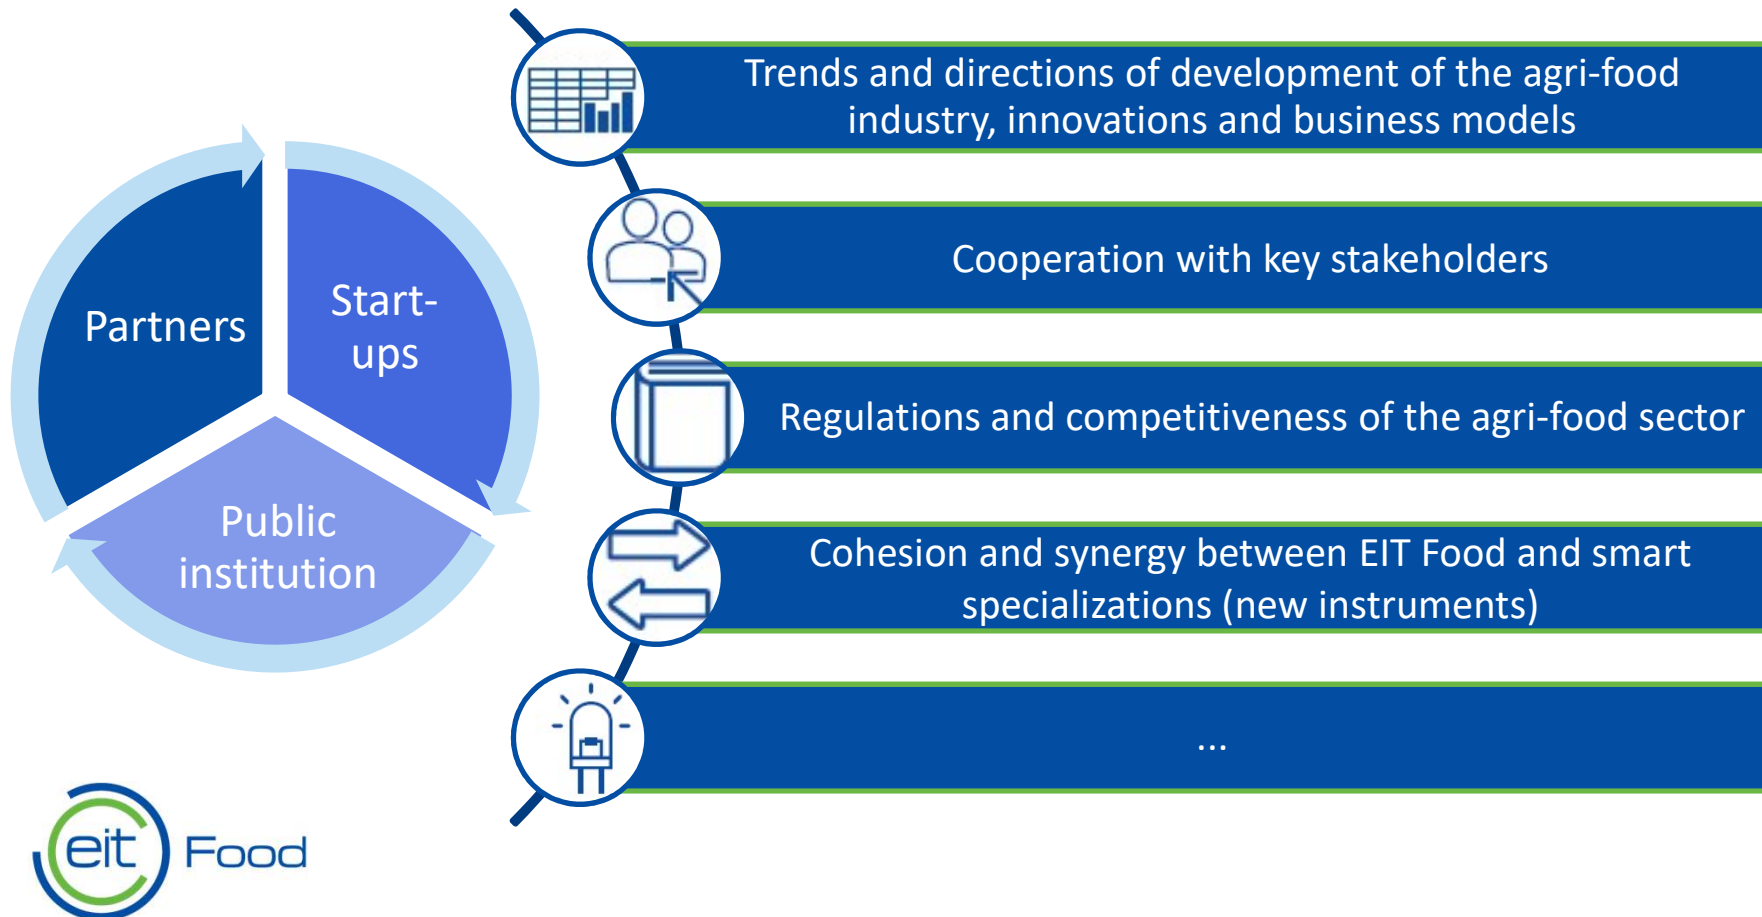 Partners
Start-
ups
Public
institution
Trends and directions of development of the agri-food
industry, innovations and business models
Cooperation with key stakeholders
Regulations and competitiveness of the agri-food sector
Cohesion and synergy between EIT Food and smart
specializations (new instruments)
...
eit Food